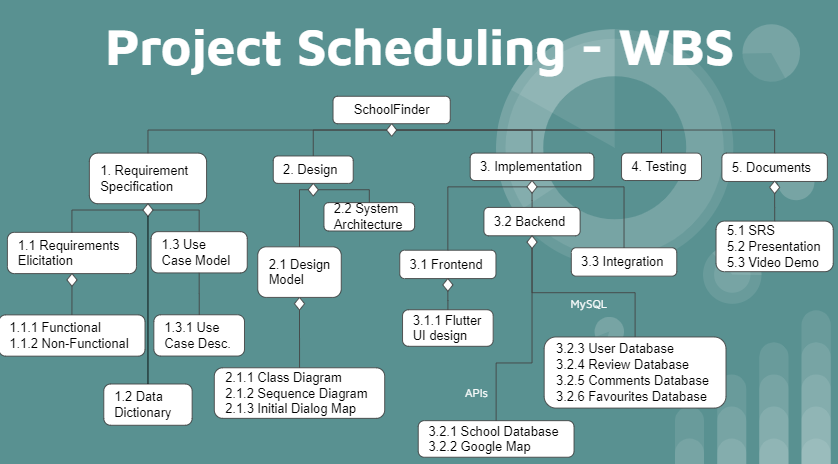 Project Scheduling - WBS
SchoolFinder
1. Requirement
Specification
2. Design
3. Implementation
4. Testing
5. Documents
2.2 System
Architecture
3.2 Backend
5.1 SRS
5.2 Presentation
5.3 Video Demo
1.1 Requirements
Elicitation
1.3 Use
Case Model
2.1 Design
Model
3.1 Frontend
3.3 Integration
MySQL
1.1.1 Functional
1.1.2 Non-Functional
1.3.1 Use
Case Desc.
3.1.1 Flutter
UI design
3.2.3 User Database
3.2.4 Review Database
3.2.5 Comments Database
3.2.6 Favourites Database
1.2 Data
Dictionary
2.1.1 Class Diagram
2.1.2 Sequence Diagram
2.1.3 Initial Dialog Map
APIs
3.2.1 School Database
3.2.2 Google Map